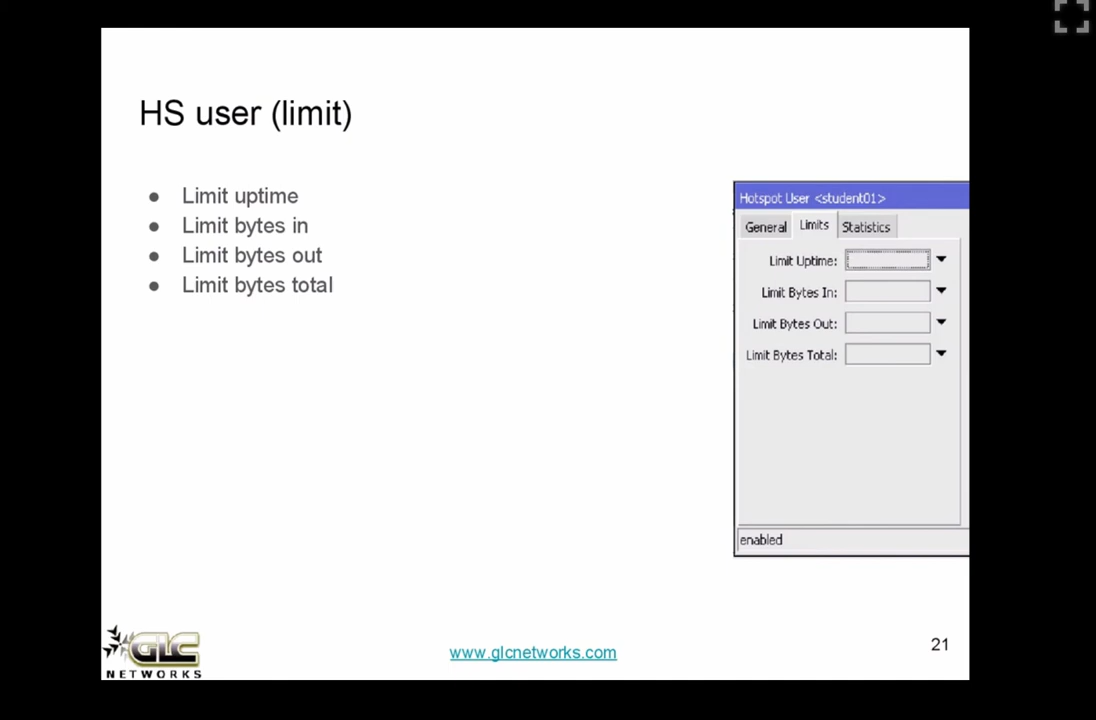 HS user (limit)
● Limit uptime
● Limit bytes in
● Limit bytes out
● Limit bytes total
Hotspot User <student01>
General Limits Statistics
Limit Uptime:
Limit Bytes In:
Limit Bytes Out:
Limit Bytes Total:
enabled
GLC
NETWORKS
www.glcnetworks.com
21